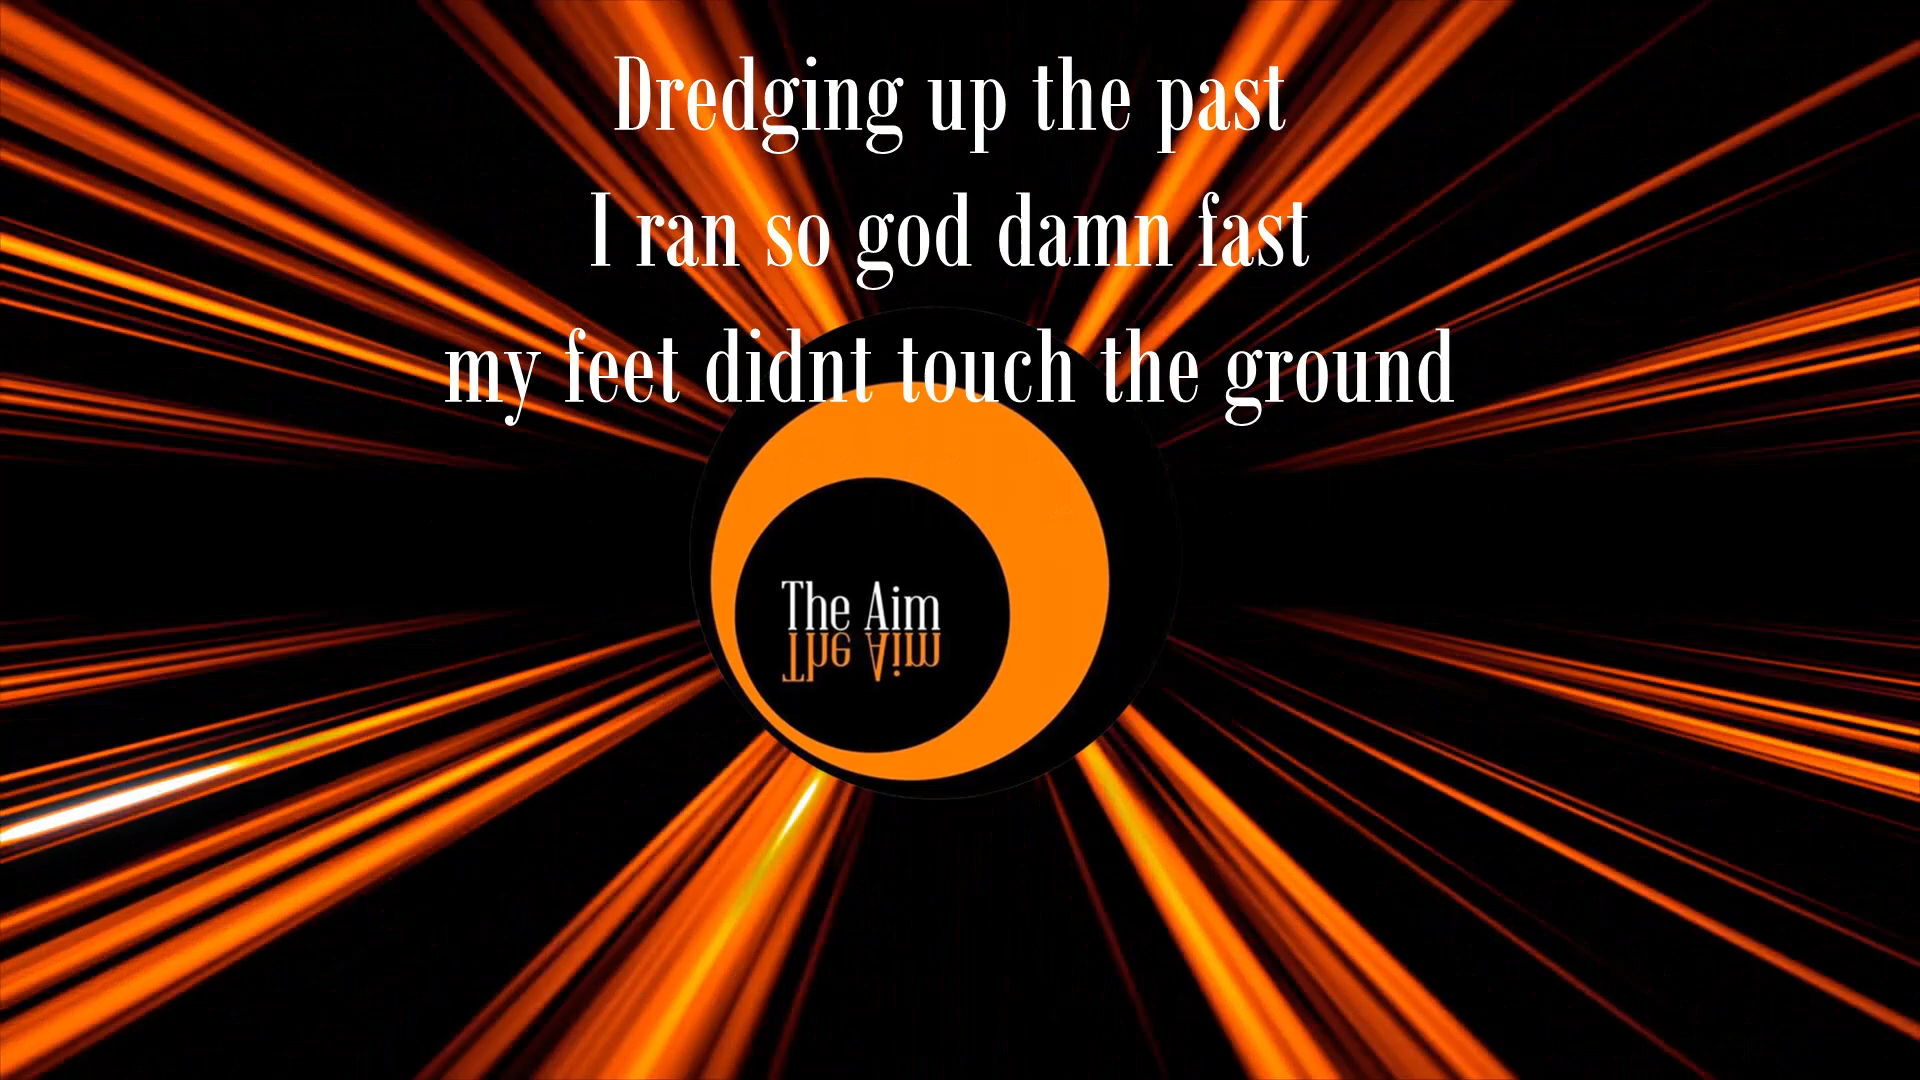 Dredging up the past
I ran so god damn fast
my feet didnt touch the ground
The Aim
The Aim